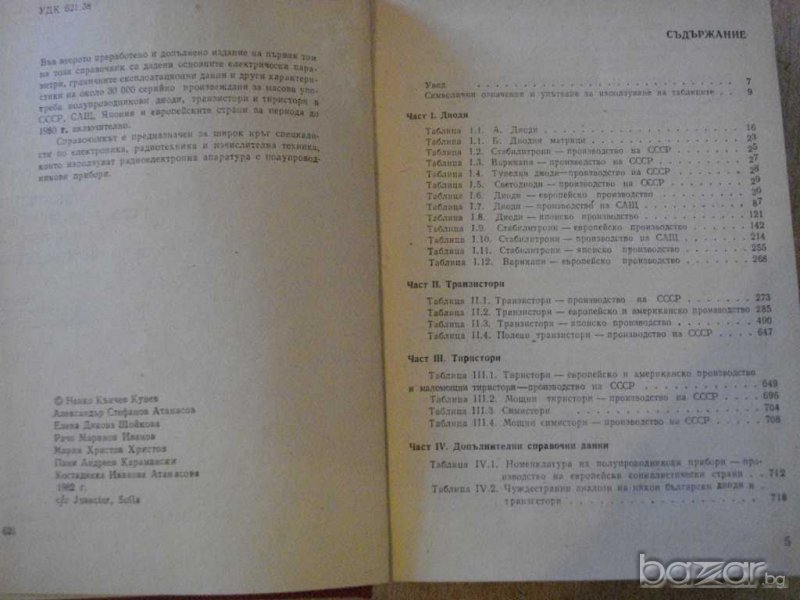 УДК 621.38
Във второто преработено и допълнено издание на първия том
на този справочник са дадени основните електрически пара-
метри, граничните експлоатационни данни и други характери-
стики на около 30 000 серийно произвеждани за масова упо-
треба полупроводникови диоди, транзистори и тиристори в
СССР, САЩ, Япония и европейските страни за периода до
1980 г. включително.
Справочникът е предназначен за широк кръг специали-
сти по електроника, радиотехника и изчислителна техника,
които използуват радиоелектронна апаратура с полупровод-
никови прибори.
© Ненко Кънчев Кунев
Александър Стефанов Атанасов
Елена Дикова Шойкова
Рачо Маринов Иванов
Мария Христов Христов
Пани Андреев Карамански
Костадинка Иванова Атанасова
1982 г.
c/o Jusautor, Sofia
621
СЪДЪРЖАНИЕ
Увод 7
Символични означения и упътване за използуване на таблиците 9
Част I. Диоди
Таблица I.1. А. Диоди 16
Таблица I.1. Б. Диодни матрици 23
Таблица I.2. Стабилитрони — производство на СССР 25
Таблица I.3. Варикапи — производство на СССР 27
Таблица I.4. Тунелни диоди — производство на СССР 28
Таблица I.5. Светодиоди — производство на СССР 29
Таблица I.6. Диоди — европейско производство 30
Таблица I.7. Диоди — производство на САЩ 87
Таблица I.8. Диоди — японско производство 121
Таблица I.9. Стабилитрони — европейско производство 142
Таблица I.10. Стабилитрони — производство на САЩ 214
Таблица I.11. Стабилитрони — японско производство 255
Таблица I.12. Варикапи — европейско производство 268
Част II. Транзистори
Таблица II.1. Транзистори — производство на СССР 273
Таблица II.2. Транзистори — европейско и американско производство 285
Таблица II.3. Транзистори — японско производство 490
Таблица II.4. Полеви транзистори — производство на СССР 647
Част III. Тиристори
Таблица III.1. Тиристори — европейско и американско производство
и маломощни тиристори — производство на СССР 649
Таблица III.2. Мощни тиристори — производство на СССР 696
Таблица III.3 Симистори 704
Таблица III.4. Мощни симистори — производство на СССР 708
Част IV. Допълнителни справочни данни
Таблица IV.1. Номенклатура на полупроводникови прибори — про-
изводство на европейски социалистически страни 712
Таблица IV.2. Чуждестранни аналози на някои български диоди и
транзистори 718
5
bazar.bg